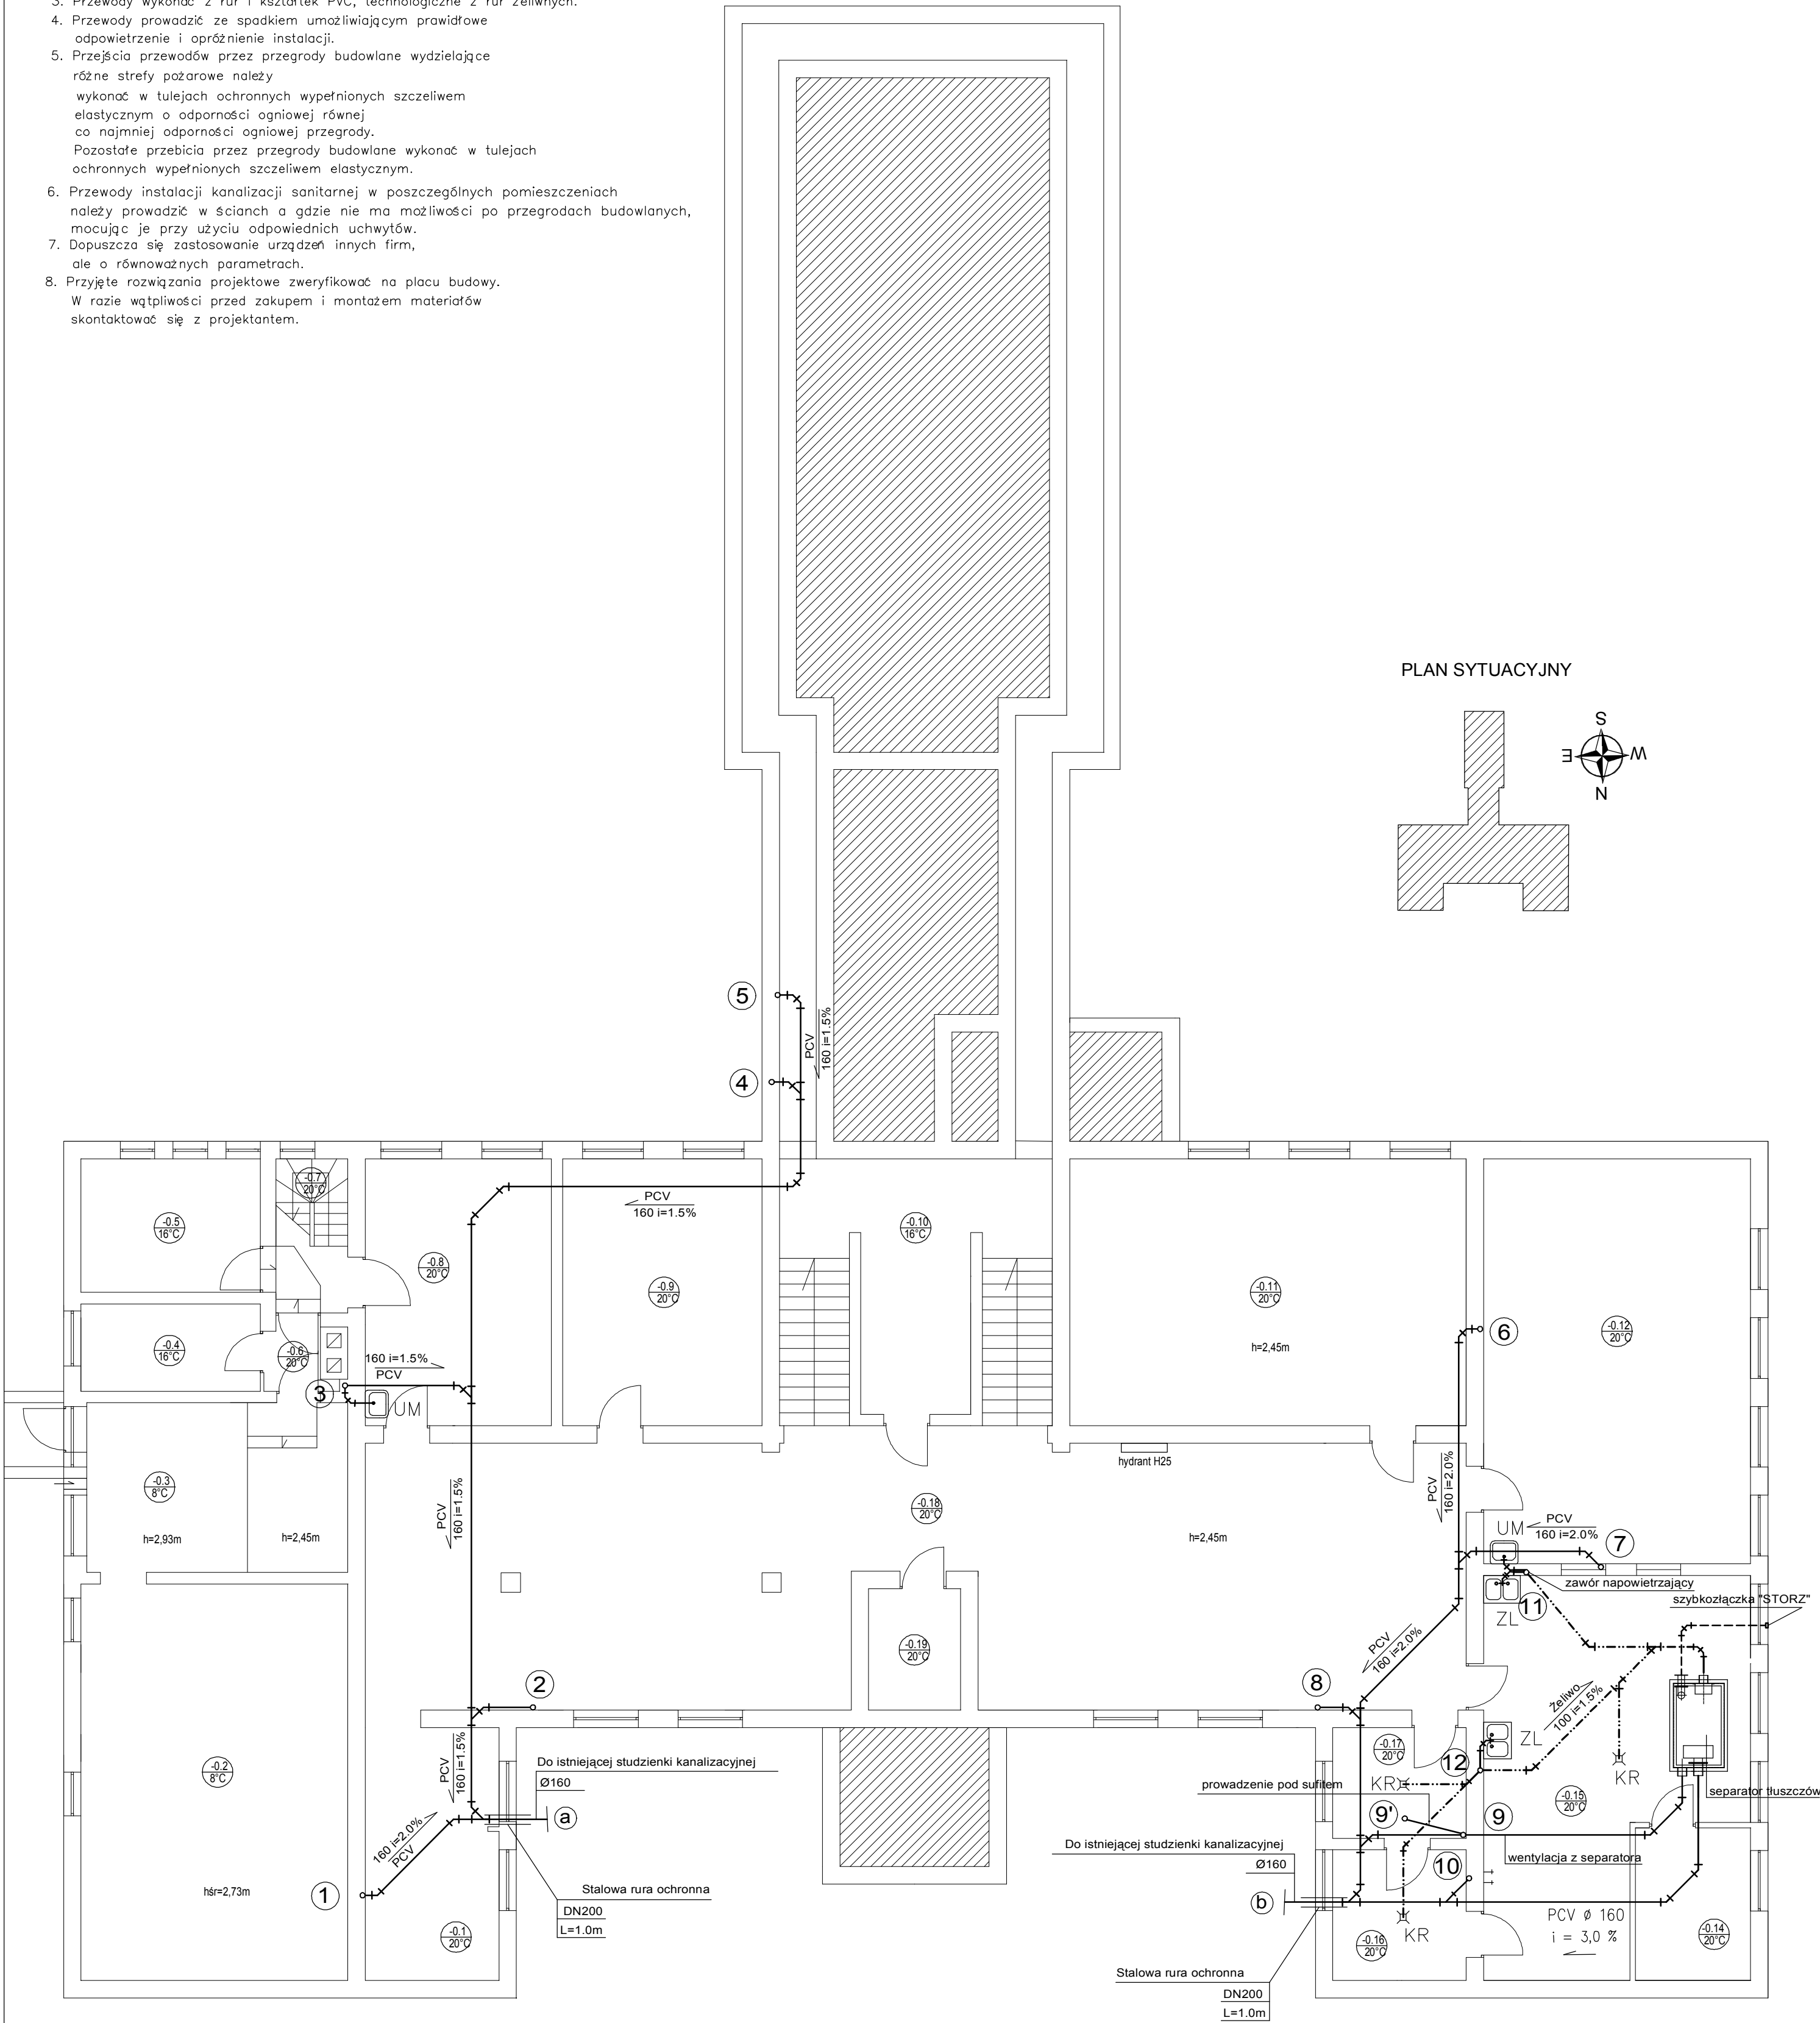 3. Przewody wykonać z rur i kształtek PVC, technologiczne z rur żeliwnych.
4. Przewody prowadzić ze spadkiem umożliwiającym prawidłowe
odpowietrzenie i opróżnienie instalacji.
5. Przejścia przewodów przez przegrody budowlane wydzielające
różne strefy pożarowe należy
wykonać w tulejach ochronnych wypełnionych szczeliwem
elastycznym o odporności ogniowej równej
co najmniej odporności ogniowej przegrody.
Pozostałe przebicia przez przegrody budowlane wykonać w tulejach
ochronnych wypełnionych szczeliwem elastycznym.
6. Przewody instalacji kanalizacji sanitarnej w poszczególnych pomieszczeniach
należy prowadzić w ścianch a gdzie nie ma możliwości po przegrodach budowlanych,
mocując je przy użyciu odpowiednich uchwytów.
7. Dopuszcza się zastosowanie urządzeń innych firm,
ale o równoważnych parametrach.
8. Przyjęte rozwiązania projektowe zweryfikować na placu budowy.
W razie wątpliwości przed zakupem i montażem materiałów
skontaktować się z projektantem.
PLAN SYTUACYJNY
S
E
W
N
5
PCV
160 i=1.5%
4
-0.7
20°C
PCV
160 i=1.5%
-0.5
16°C
-0.10
16°C
-0.8
20°C
-0.9
20°C
-0.11
20°C
h=2,45m
6
-0.12
20°C
-0.4
16°C
-0.6
20°C
160 i=1.5%
PCV
3
UM
hydrant H25
-0.3
8°C
h=2,93m
h=2,45m
PCV
160 i=1.5%
-0.18
20°C
h=2,45m
PCV
160 i=2.0%
UM
PCV
160 i=2.0%
7
zawór napowietrzający
szybkozłączka "STORZ"
11
ZL
-0.19
20°C
PCV
160 i=2.0%
2
8
Żeliwo
100 i=1.5%
ZL
-0.17
20°C
12
KR
KR
-0.2
8°C
PCV
160 i=1.5%
Do istniejącej studzienki kanalizacyjnej
Ø160
a
prowadzenie pod sufitem
separator tłuszczów
-0.15
20°C
9'
9
160 i=2.0%
PCV
Do istniejącej studzienki kanalizacyjnej
Ø160
wentylacja z separatora
10
hśr=2,73m
1
Stalowa rura ochronna
DN200
L=1.0m
b
PCV ø 160
i = 3,0 %
-0.1
20°C
KR
-0.16
20°C
-0.14
20°C
Stalowa rura ochronna
DN200
L=1.0m